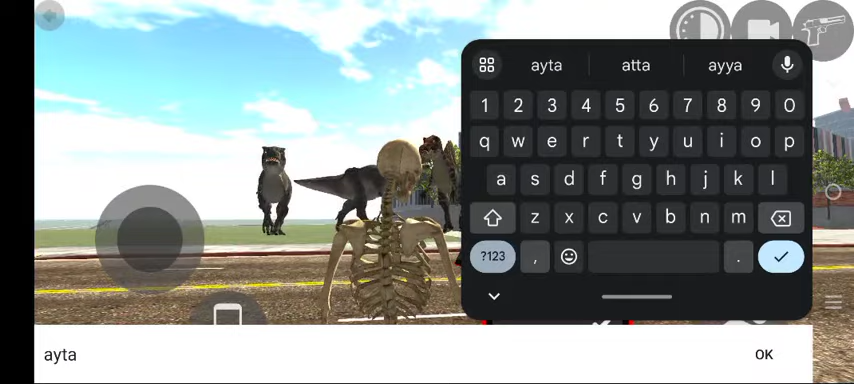 ayta atta ayya
1 2 3 4 5 6 7 8 9 0
q w e r t y u i o p
a s d f g h j k l
z x c v b n m
?123 , .
ayta OK